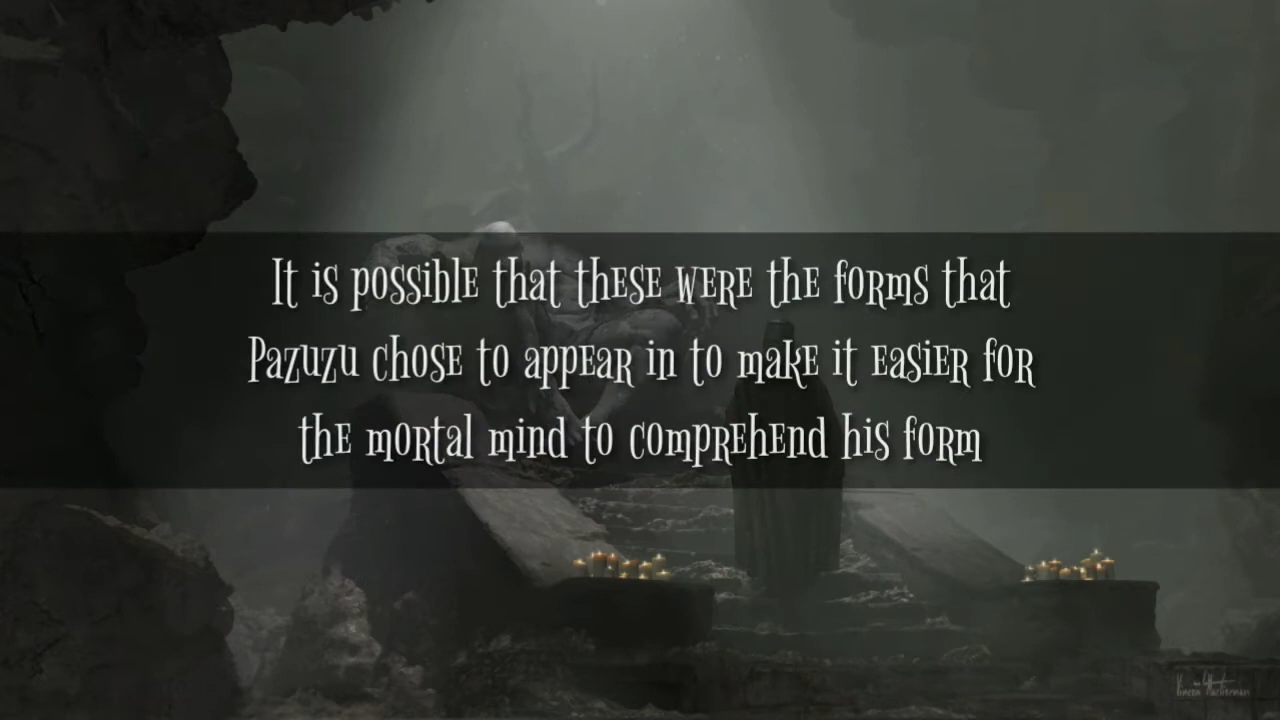 It is possible that these were the forms that
Pazuzu chose to appear in to make it easier for
the mortal mind to comprehend his form